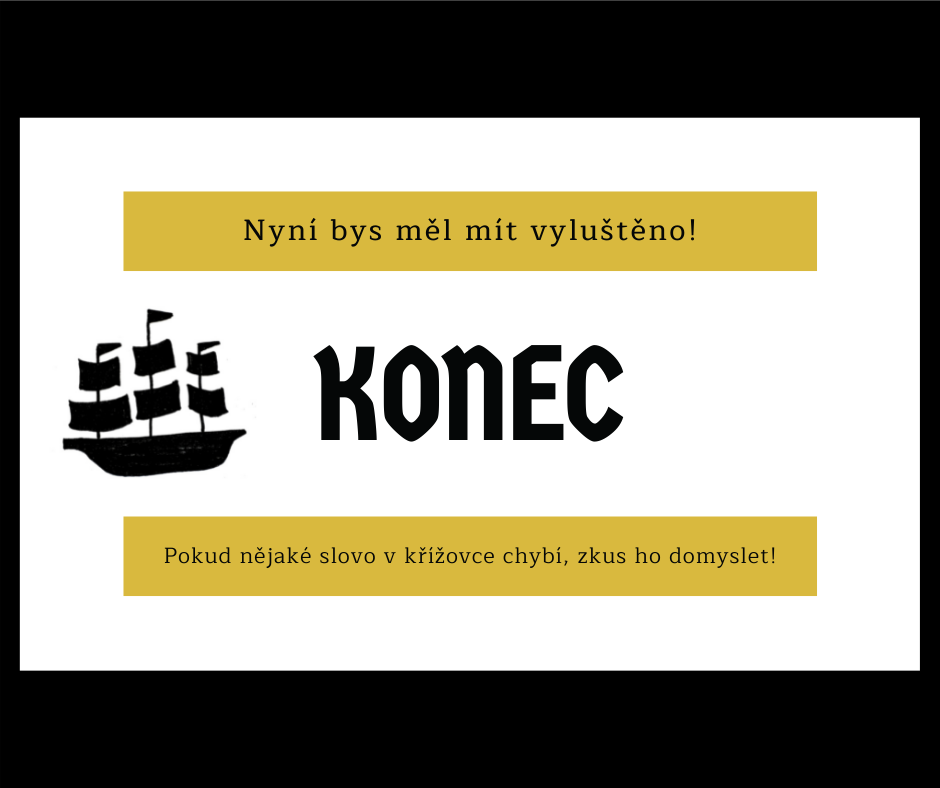 Nyní bys měl mít vyluštěno!
KONEC
Pokud nějaké slovo v křížovce chybí, zkus ho domyslet!